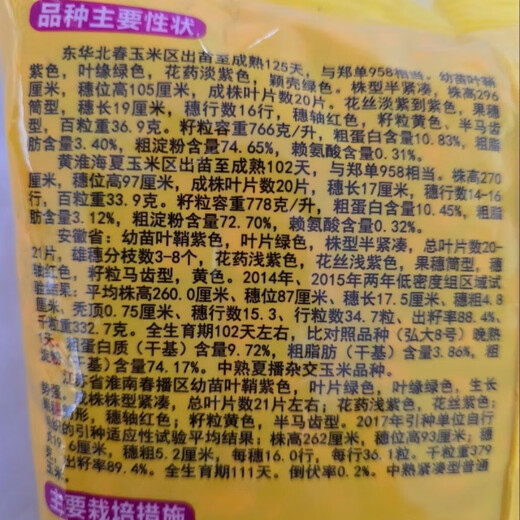 品种主要性状
东华北春玉米区出苗至成熟125天，与郑单958相当。幼苗叶鞘
紫色，叶缘绿色，花药淡紫色，颖壳绿色。株型半紧凑，株高296
厘米，穗位高105厘米，成株叶片数20片。花丝淡紫到紫色，果穗
筒型，穗长19厘米，穗行数16行，穗轴红色，籽粒黄色、半马齿
型，百粒重36.9克。籽粒容重766克/升，粗蛋白含量10.83%，粗脂
肪含量3.40%，粗淀粉含量74.65%，赖氨酸含量0.31%。
黄淮海夏玉米区出苗至成熟102天，与郑单958相当。株高270
厘米，穗位高97厘米，成株叶片数20片，穗长17厘米，穗行数14-16
行，百粒重33.9克。籽粒容重778克/升，粗蛋白含量10.45%，粗脂
肪含量3.12%，粗淀粉含量72.70%，赖氨酸含量0.32%。
安徽省：幼苗叶鞘紫色，叶片绿色，株型半紧凑，总叶片数20-
21片，雄穗分枝数3-8个，花药浅紫色，花丝浅紫色，果穗筒型，穗
轴红色，籽粒马齿型，黄色。2014年、2015年两年低密度组区域试
验结果：平均株高260.0厘米，穗位87厘米，穗长17.5厘米，穗粗4.8
厘米、秃顶0.75厘米、穗行数15.3、行粒数34.7粒、出籽率88.4%、
千粒重332.7克。全生育期102天左右，比对照品种（弘大8号）晚熟
1天。粗蛋白质（干基）含量9.72%，粗脂肪（干基）含量3.86%，粗
淀粉（干基）含量74.17%。中熟夏播杂交玉米品种。
江苏省淮南春播区幼苗叶鞘紫色，叶片绿色，叶缘绿色，生长
势强。成株株型紧凑，总叶片数21片左右；花药浅紫色，花丝紫色；
果穗筒形，穗轴红色；籽粒黄色，半马齿型。2017年引种单位自行
的引种适应性试验平均结果：株高262厘米，穗位高93厘米；穗
长19.6厘米，穗粗5.2厘米，每穗16.0行，每行36.1粒，千粒重379
克，出籽率89.4%。全生育期111天。倒伏率0.2%。中熟紧凑型普通
玉米。
主要栽培措施